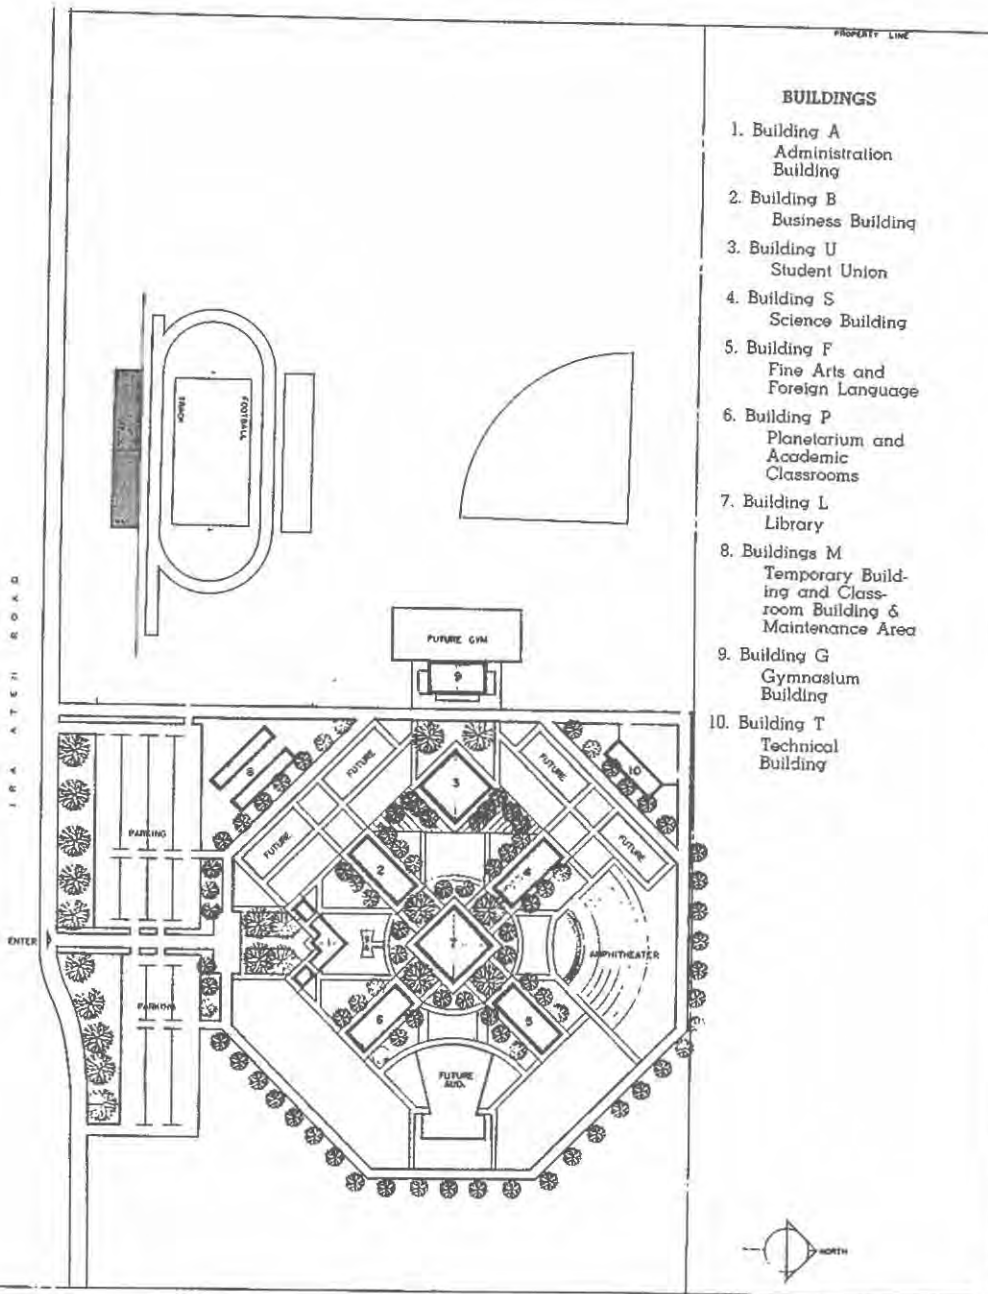 PROPERTY LINE
BUILDINGS
1. Building A
Administration
Building
2. Building B
Business Building
3. Building U
Student Union
4. Building S
Science Building
5. Building F
Fine Arts and
Foreign Language
6. Building P
Planetarium and
Academic
Classrooms
7. Building L
Library
8. Buildings M
Temporary Build-
ing and Class-
room Building &
Maintenance Area
9. Building G
Gymnasium
Building
10. Building T
Technical
Building
FOOTBALL
TRACK
IRA ATEN ROAD
FUTURE GYM
9
8
FUTURE
3
FUTURE
10
PARKING
FUTURE
2
4
FUTURE
ENTER
1
7
AMPHITHEATER
PARKING
6
5
FUTURE
AUD.
NORTH